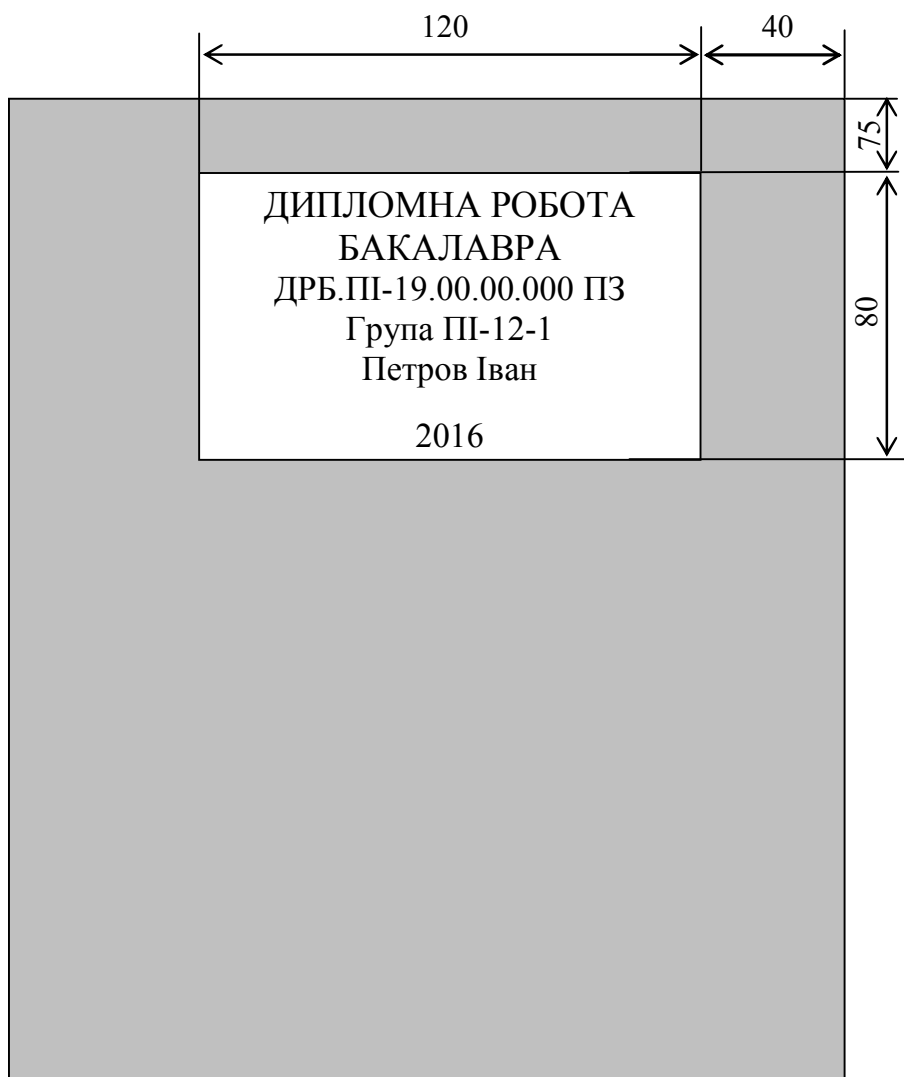 120
40
75
ДИПЛОМНА РОБОТА
БАКАЛАВРА
ДРБ.ПІ-19.00.00.000 ПЗ
Група ПІ-12-1
Петров Іван
2016
80